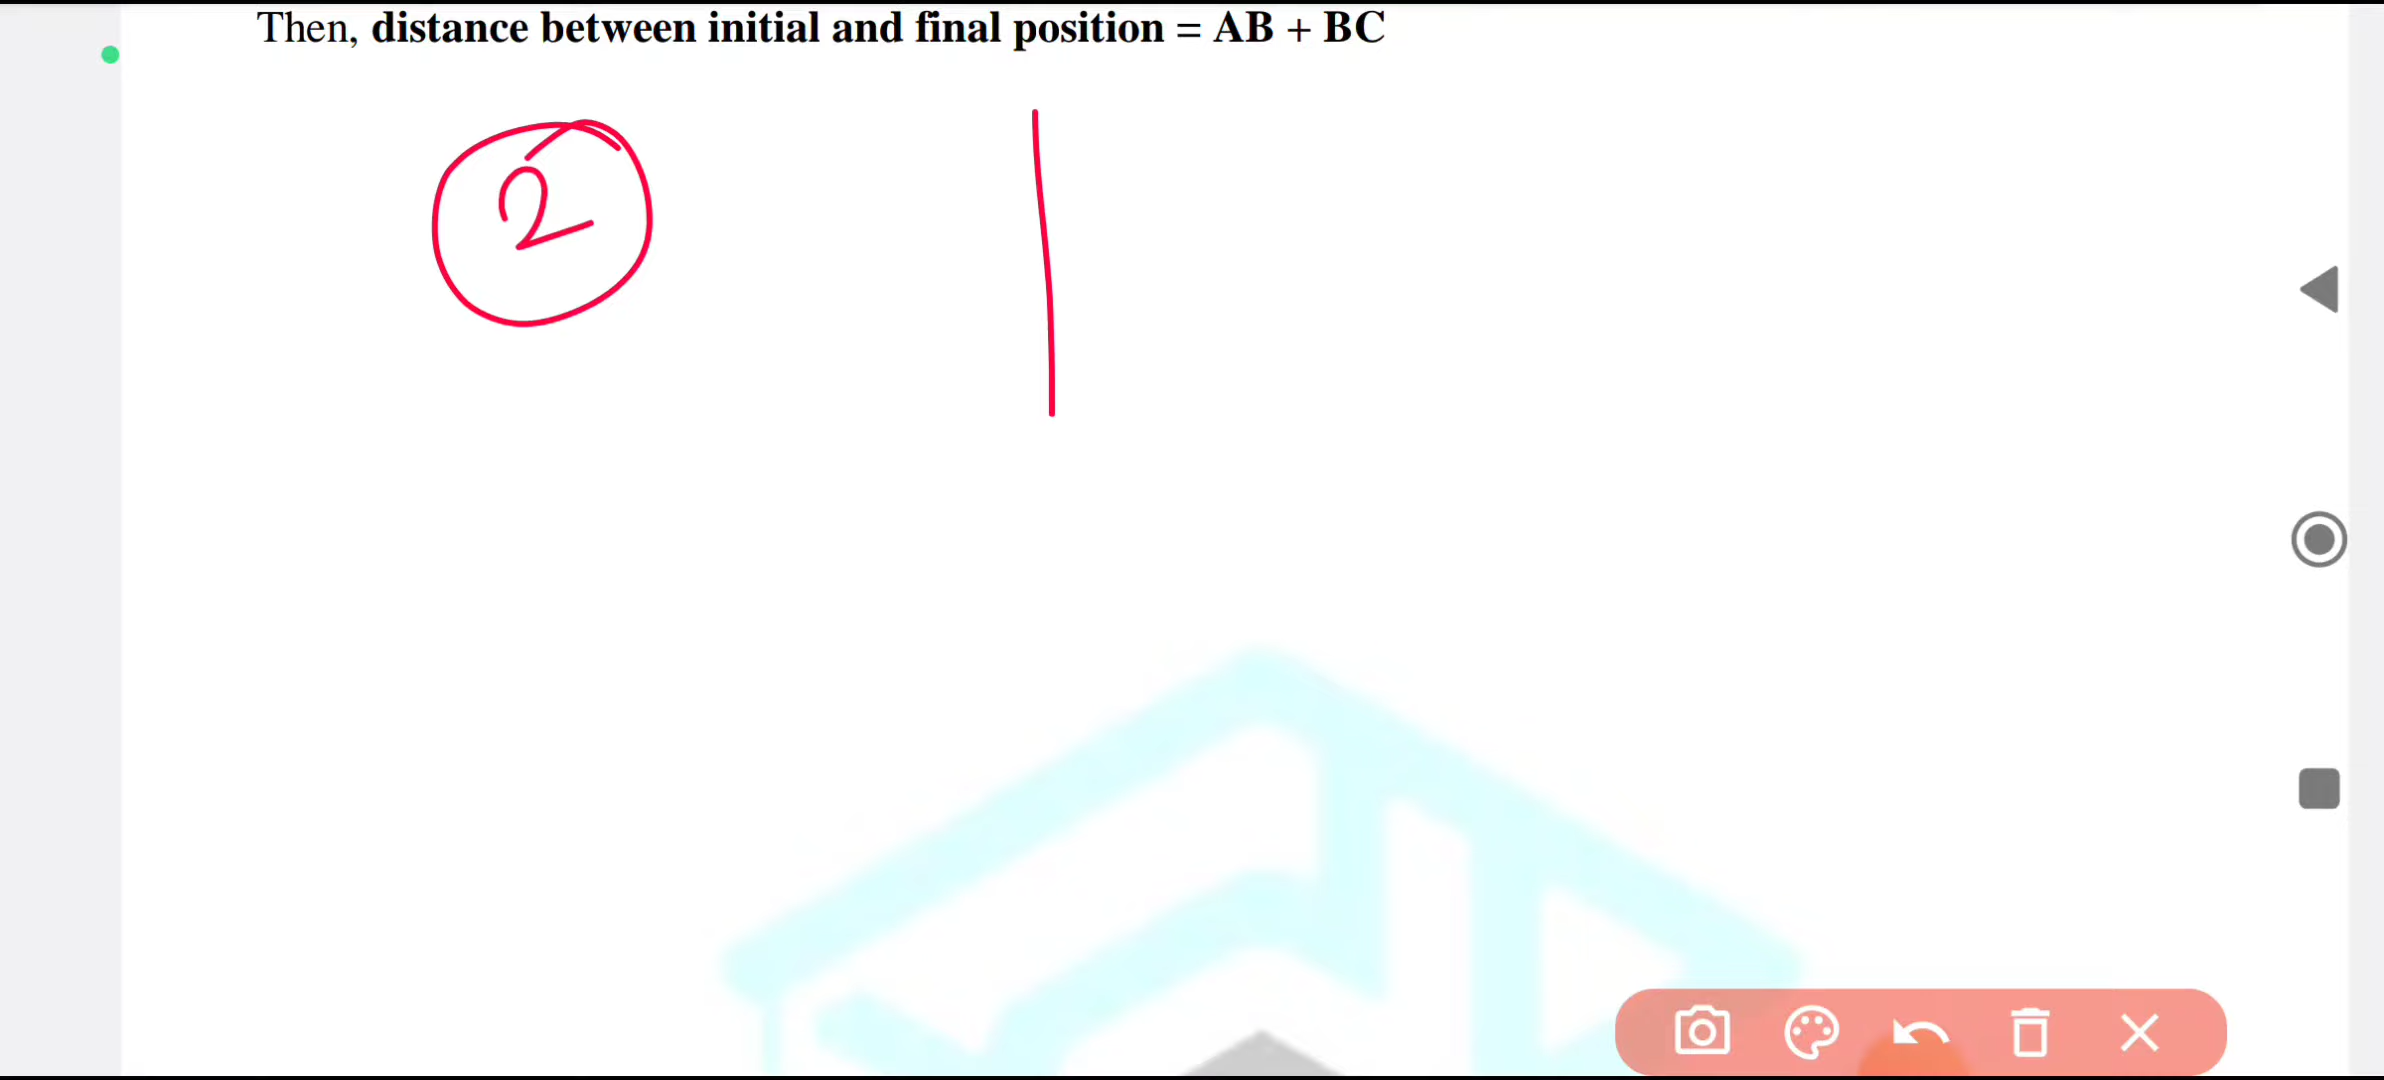 Then, distance between initial and final position = AB + BC
2